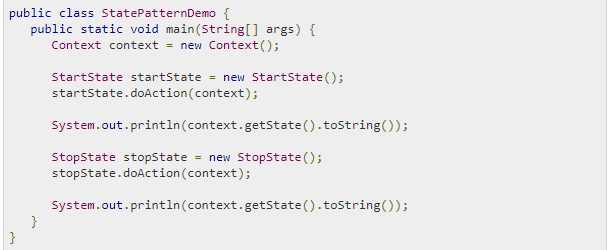 public class StatePatternDemo {
   public static void main(String[] args) {
      Context context = new Context();

      StartState startState = new StartState();
      startState.doAction(context);

      System.out.println(context.getState().toString());

      StopState stopState = new StopState();
      stopState.doAction(context);

      System.out.println(context.getState().toString());
   }
}